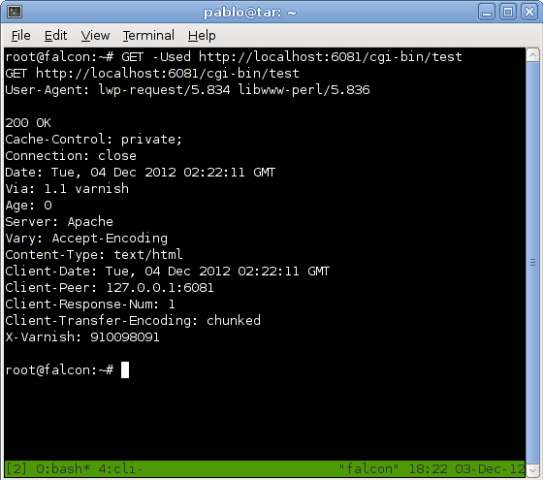 pablo@tar: ~
File Edit View Terminal Help
root@falcon:~# GET -Used http://localhost:6081/cgi-bin/test
GET http://localhost:6081/cgi-bin/test
User-Agent: lwp-request/5.834 libwww-perl/5.836
200 OK
Cache-Control: private;
Connection: close
Date: Tue, 04 Dec 2012 02:22:11 GMT
Via: 1.1 varnish
Age: 0
Server: Apache
Vary: Accept-Encoding
Content-Type: text/html
Client-Date: Tue, 04 Dec 2012 02:22:11 GMT
Client-Peer: 127.0.0.1:6081
Client-Response-Num: 1
Client-Transfer-Encoding: chunked
X-Varnish: 910098091
root@falcon:~#
[2] 0:bash* 4:cli- "falcon" 18:22 03-Dec-12